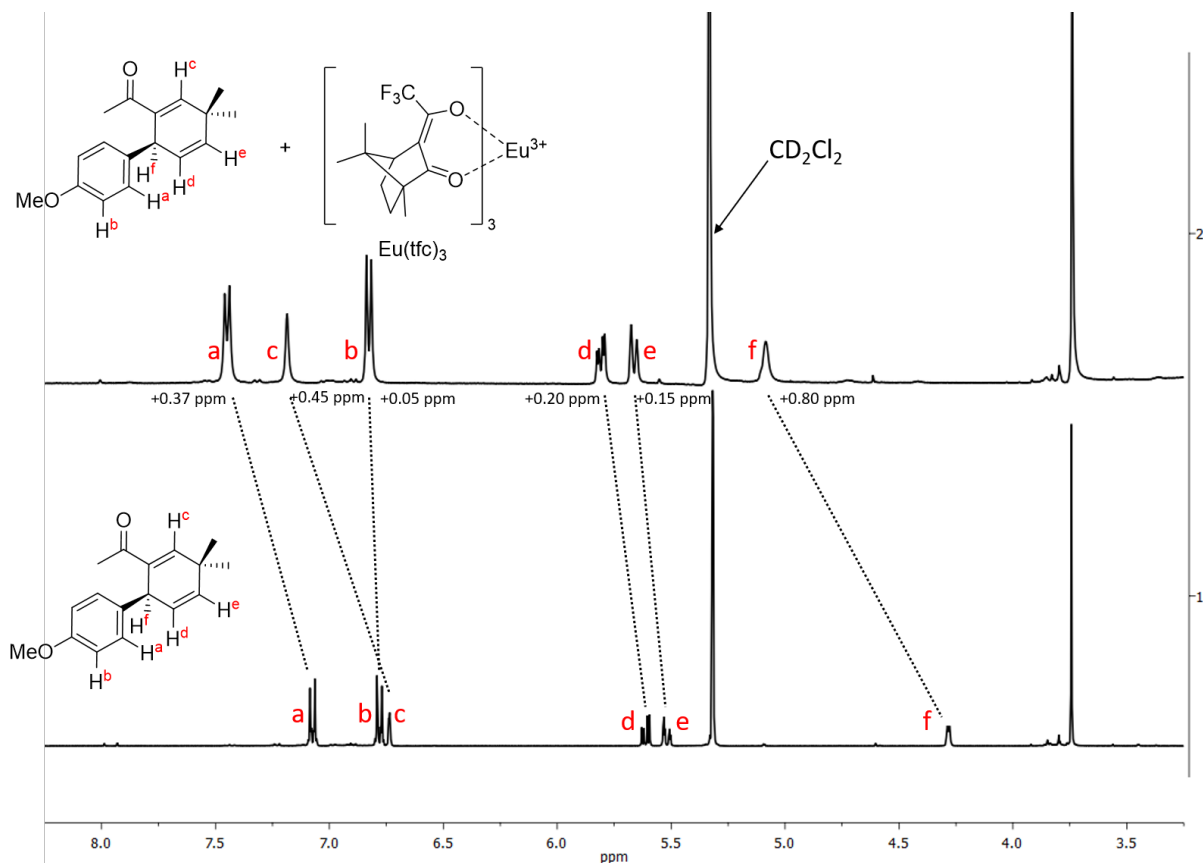 O
H^c
H^e
H^f
H^d
H^a
MeO
H^b
+
F₃C
O
O
Eu³⁺
3
Eu(tfc)₃
CD₂Cl₂
2
a
c
b
d
e
f
+0.37 ppm
+0.45 ppm
+0.05 ppm
+0.20 ppm
+0.15 ppm
+0.80 ppm
O
H^c
H^e
H^f
H^d
H^a
MeO
H^b
1
a
b
c
d
e
f
8.0 7.5 7.0 6.5 6.0 5.5 5.0 4.5 4.0 3.5
ppm